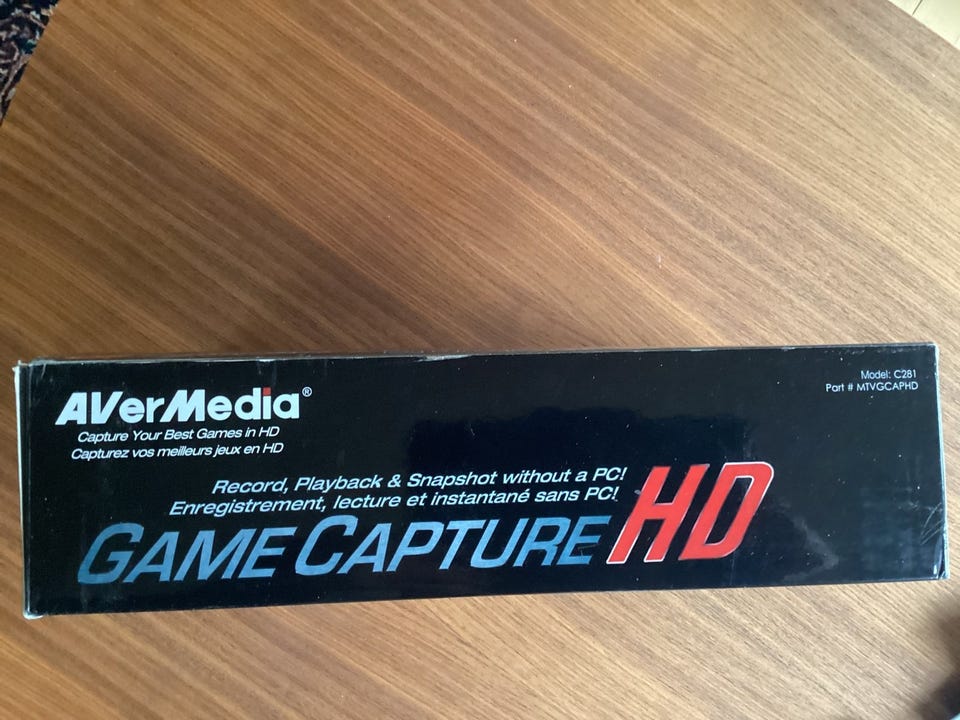 AVerMedia®
Capture Your Best Games in HD
Capturez vos meilleurs jeux en HD
Model: C281
Part # MTVGCAPHD
Record, Playback & Snapshot without a PC!
Enregistrement, lecture et instantané sans PC!
GAME CAPTURE HD